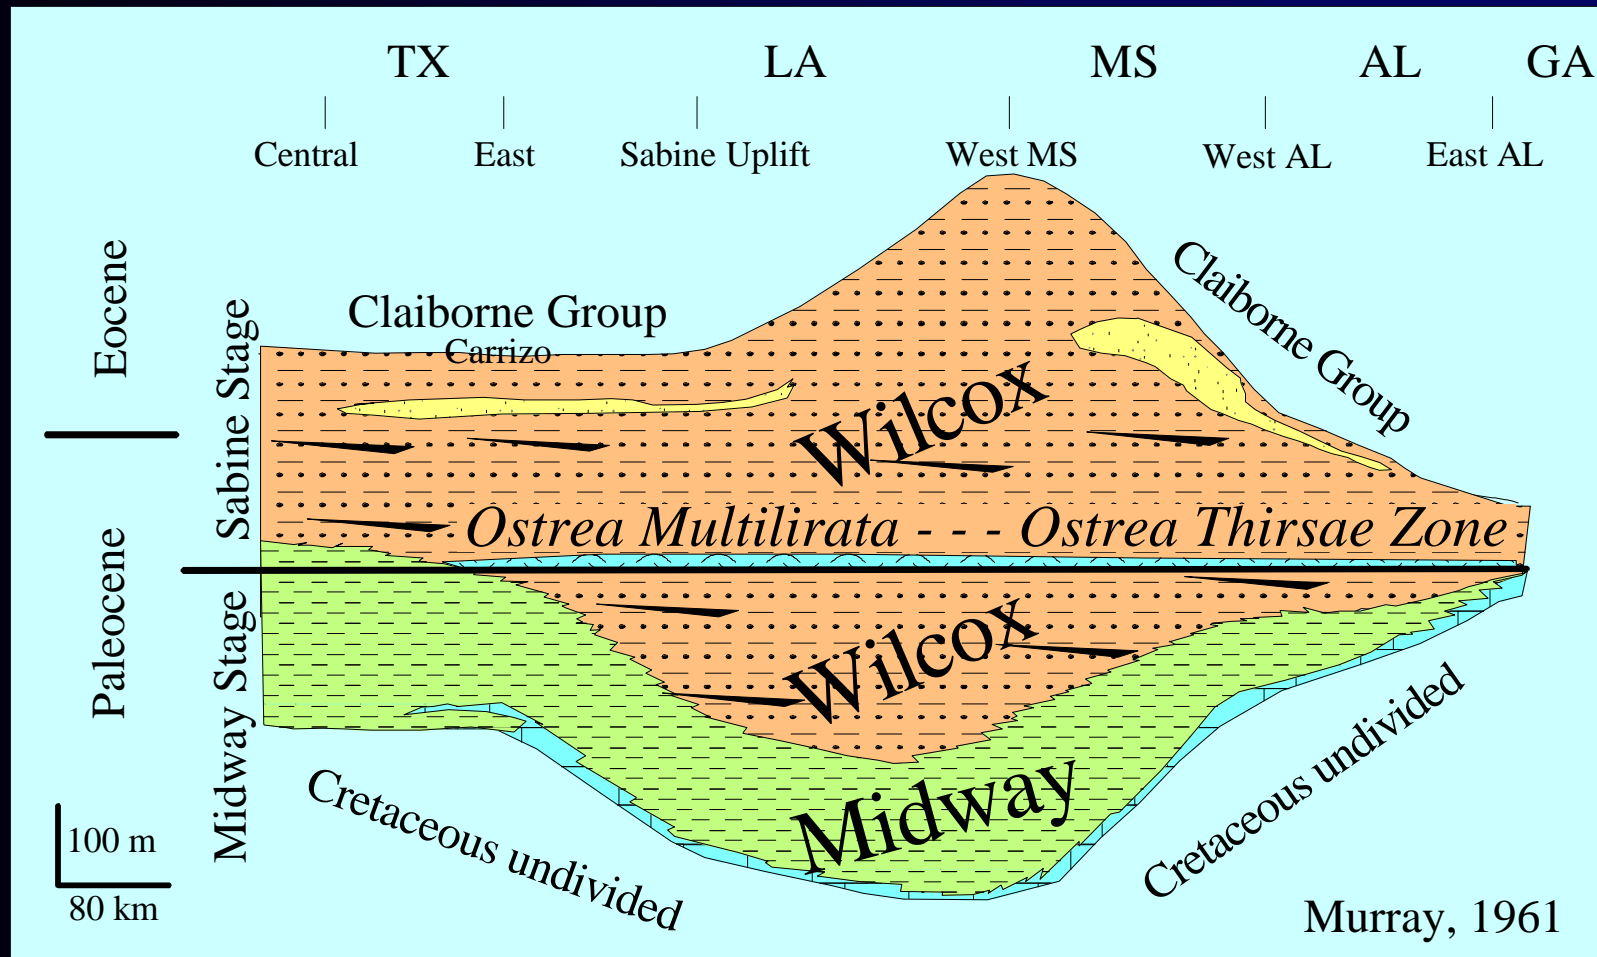 TX LA MS AL GA
Central East Sabine Uplift West MS West AL East AL
Eocene
Paleocene
Sabine Stage
Midway Stage
Claiborne Group
Carrizo
Claiborne Group
Wilcox
Ostrea Multilirata - - - Ostrea Thirsae Zone
Wilcox
Midway
Cretaceous undivided
Cretaceous undivided
100 m
80 km
Murray, 1961